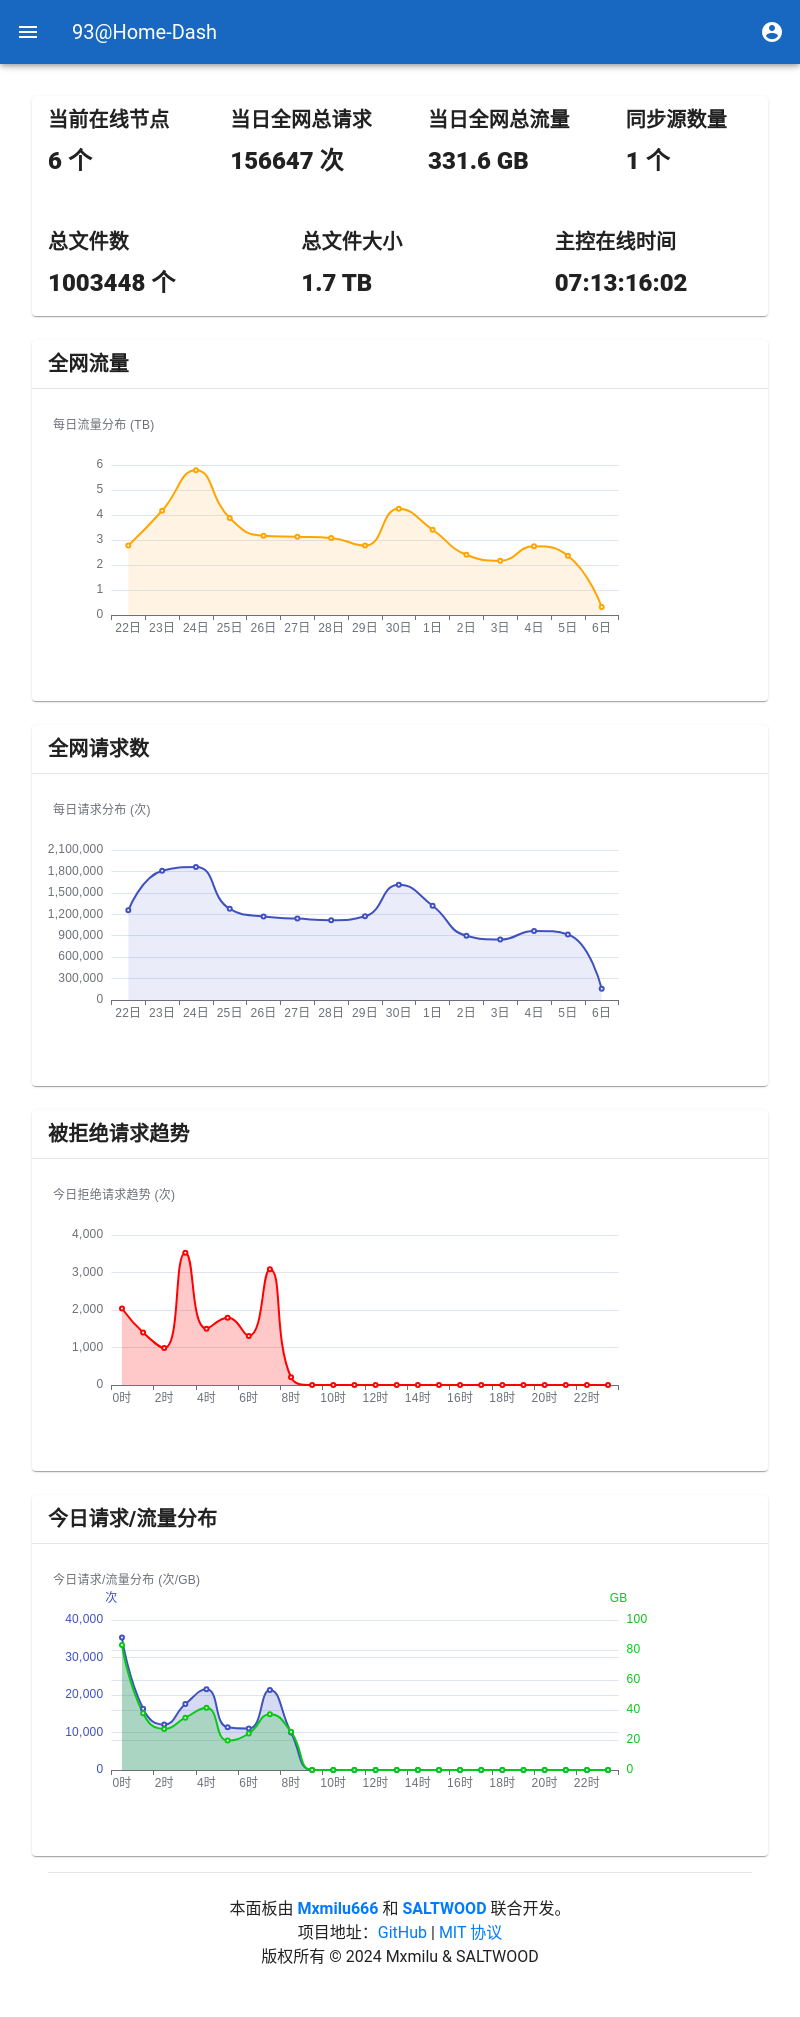 93@Home-Dash
当前在线节点 当日全网总请求 当日全网总流量 同步源数量
6 个 156647 次 331.6 GB 1 个
总文件数 总文件大小 主控在线时间
1003448 个 1.7 TB 07:13:16:02
全网流量
每日流量分布 (TB)
6
5
4
3
2
1
0
22日 23日 24日 25日 26日 27日 28日 29日 30日 1日 2日 3日 4日 5日 6日
全网请求数
每日请求分布 (次)
2,100,000
1,800,000
1,500,000
1,200,000
900,000
600,000
300,000
0
22日 23日 24日 25日 26日 27日 28日 29日 30日 1日 2日 3日 4日 5日 6日
被拒绝请求趋势
今日拒绝请求趋势 (次)
4,000
3,000
2,000
1,000
0
0时 2时 4时 6时 8时 10时 12时 14时 16时 18时 20时 22时
今日请求/流量分布
今日请求/流量分布 (次/GB)
次 GB
40,000 100
30,000 80
20,000 60
10,000 40
0 20
0
0时 2时 4时 6时 8时 10时 12时 14时 16时 18时 20时 22时
本面板由 Mxmilu666 和 SALTWOOD 联合开发。
项目地址：GitHub | MIT 协议
版权所有 © 2024 Mxmilu & SALTWOOD